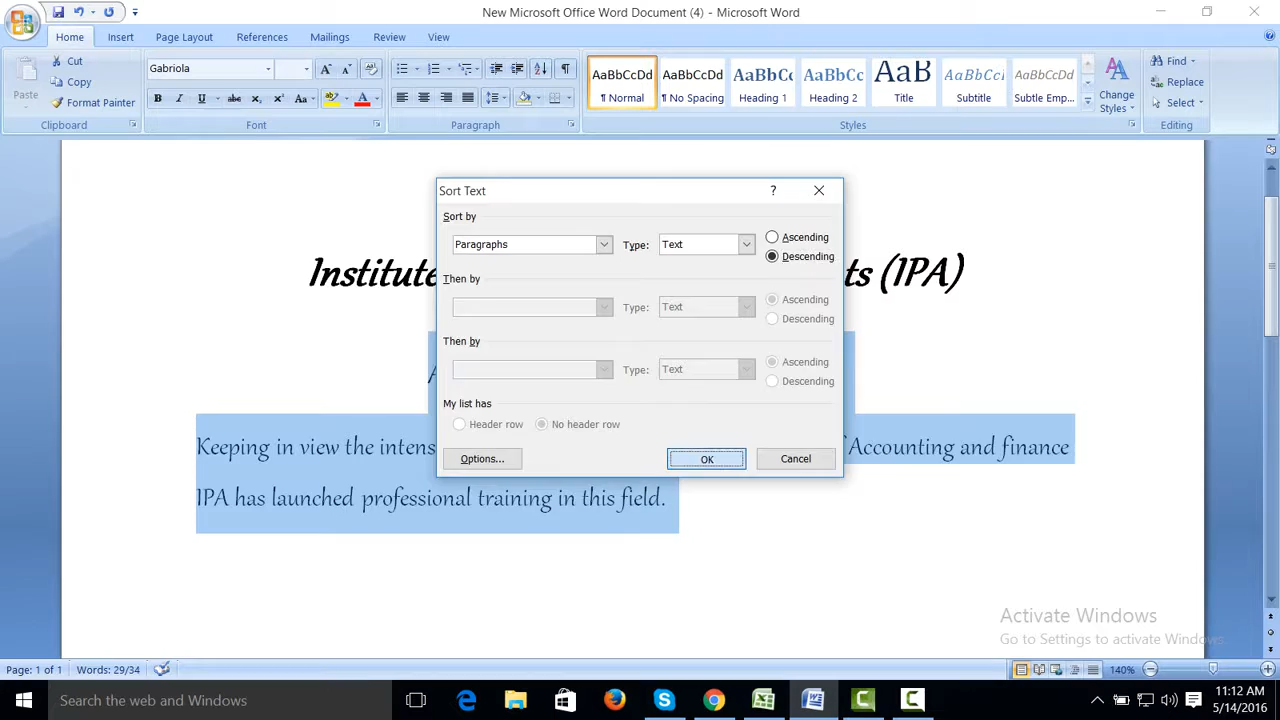 New Microsoft Office Word Document (4) - Microsoft Word
Home Insert Page Layout References Mailings Review View
Paste
Cut
Copy
Format Painter
Clipboard
Gabriola
Font
Paragraph
AaBbCcDd AaBbCcDd AaBbCc AaBbCc AaB AaBbCcI AaBbCcDd
¶ Normal ¶ No Spacing Heading 1 Heading 2 Title Subtitle Subtle Emp...
Change
Styles
Styles
Find
Replace
Select
Editing
Sort Text
Sort by
Paragraphs Type: Text Ascending
Descending
Then by
Type: Text Ascending
Descending
Then by
Type: Text Ascending
Descending
My list has
Header row No header row
Options... OK Cancel
Institute ts (IPA)
Keeping in view the intens Accounting and finance
IPA has launched professional training in this field.
Activate Windows
Go to Settings to activate Windows.
Page: 1 of 1 Words: 29/34 140%
Search the web and Windows
11:12 AM
5/14/2016